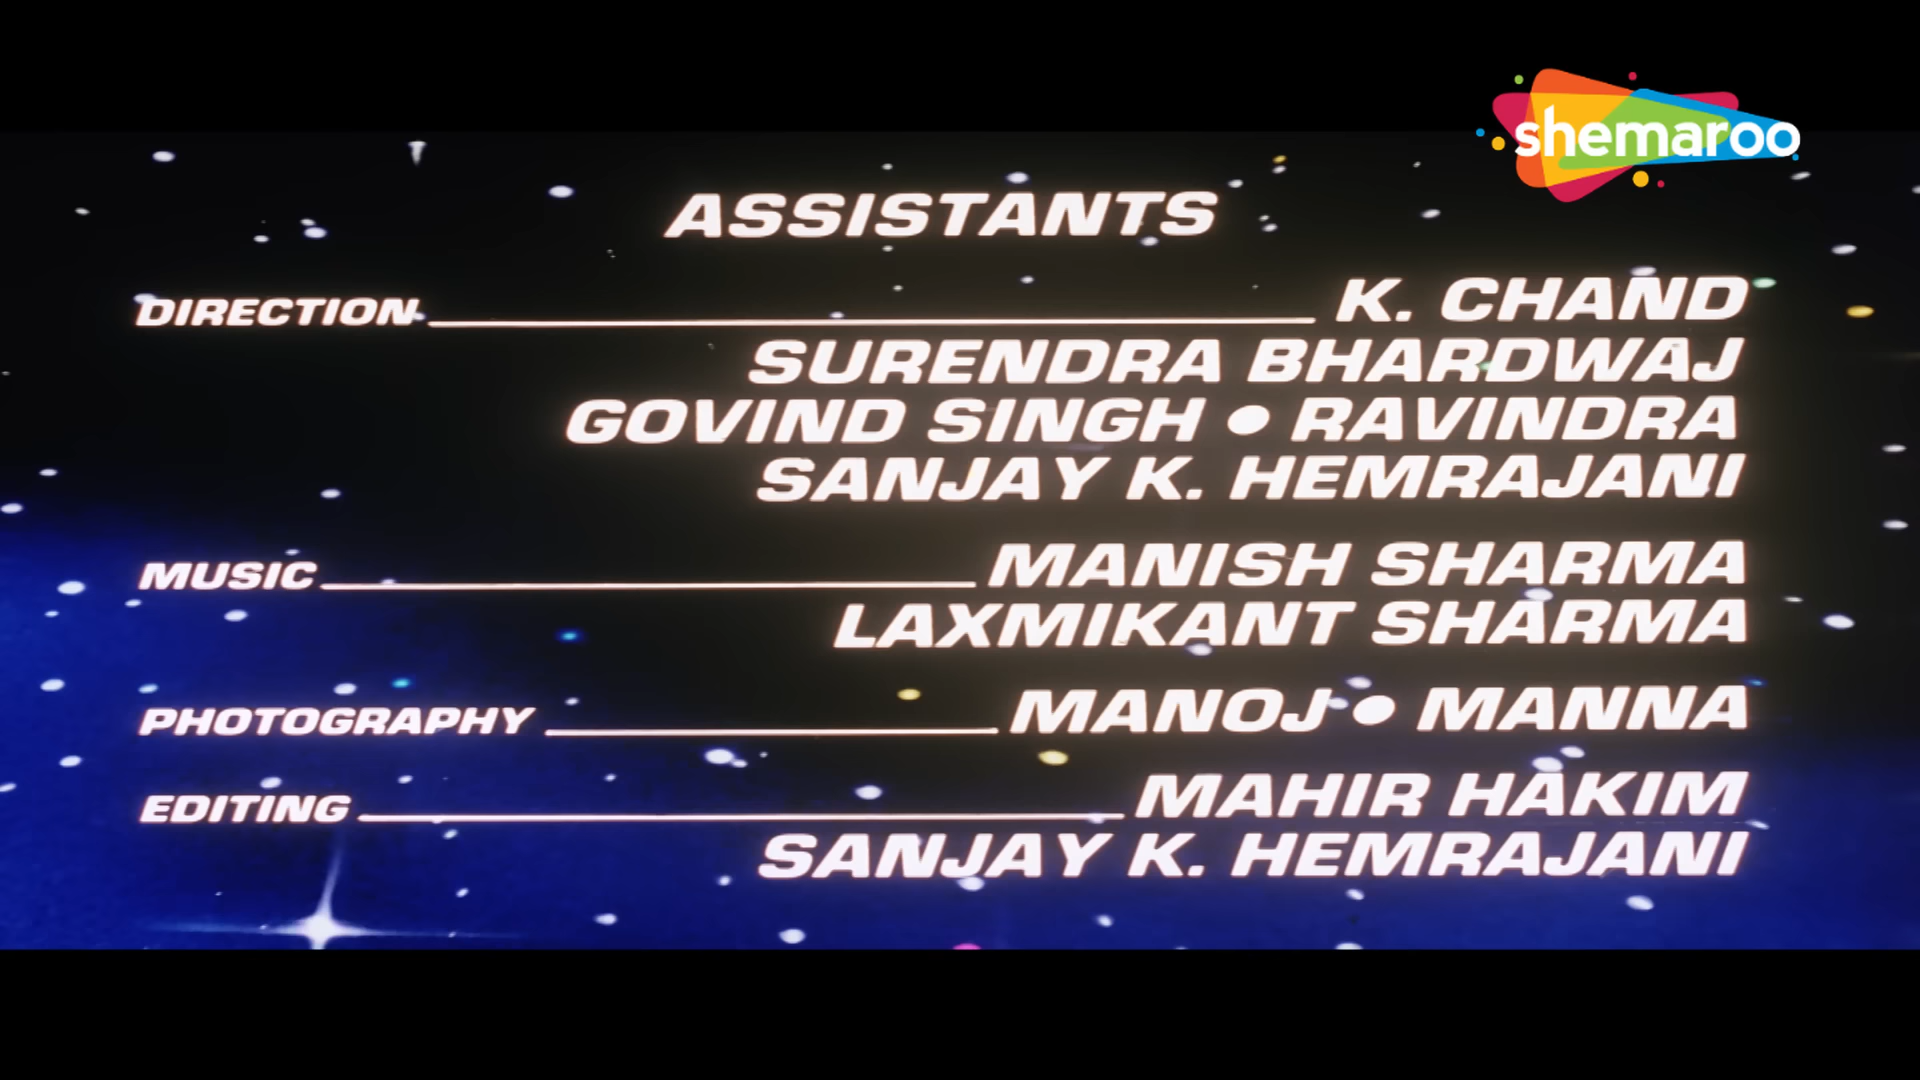 shemaroo
ASSISTANTS
DIRECTION K. CHAND
SURENDRA BHARDWAJ
GOVIND SINGH • RAVINDRA
SANJAY K. HEMRAJANI
MUSIC MANISH SHARMA
LAXMIKANT SHARMA
PHOTOGRAPHY MANOJ • MANNA
EDITING MAHIR HAKIM
SANJAY K. HEMRAJANI